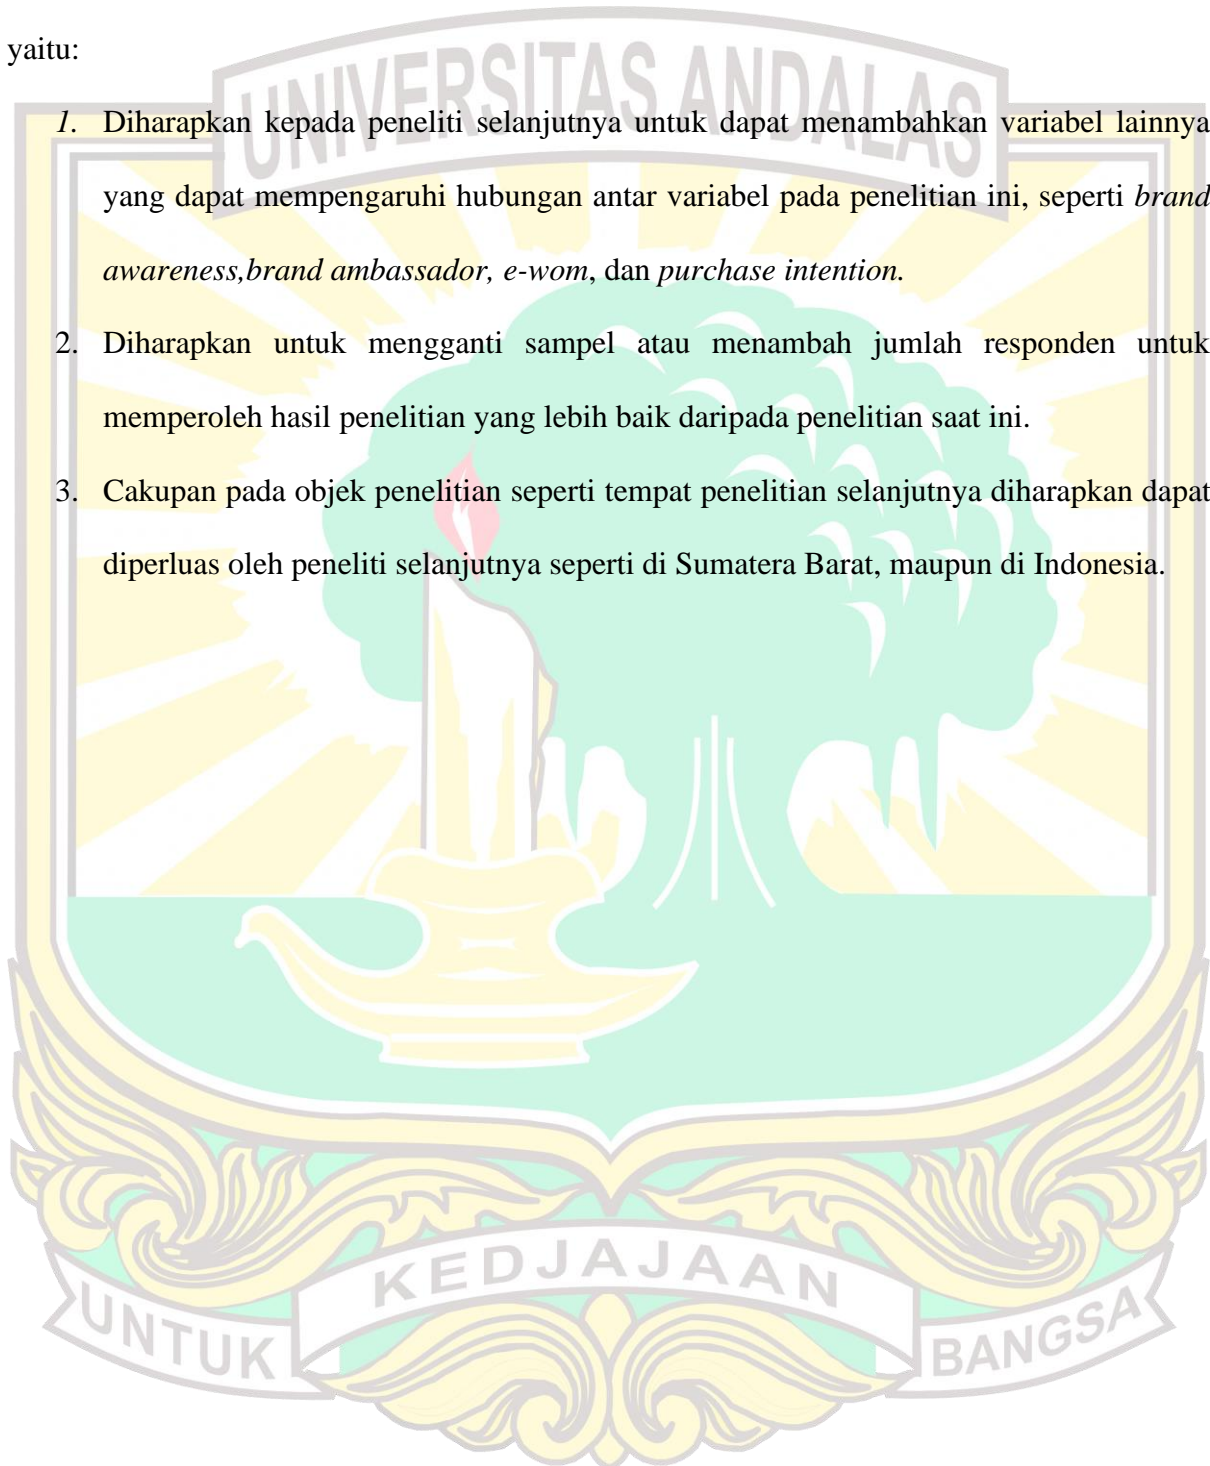 yaitu:
UNIVERSITAS ANDALAS
1. Diharapkan kepada peneliti selanjutnya untuk dapat menambahkan variabel lainnya
yang dapat mempengaruhi hubungan antar variabel pada penelitian ini, seperti brand
awareness,brand ambassador, e-wom, dan purchase intention.
2. Diharapkan untuk mengganti sampel atau menambah jumlah responden untuk
memperoleh hasil penelitian yang lebih baik daripada penelitian saat ini.
3. Cakupan pada objek penelitian seperti tempat penelitian selanjutnya diharapkan dapat
diperluas oleh peneliti selanjutnya seperti di Sumatera Barat, maupun di Indonesia.
UNTUK KEDJAJAAN BANGSA